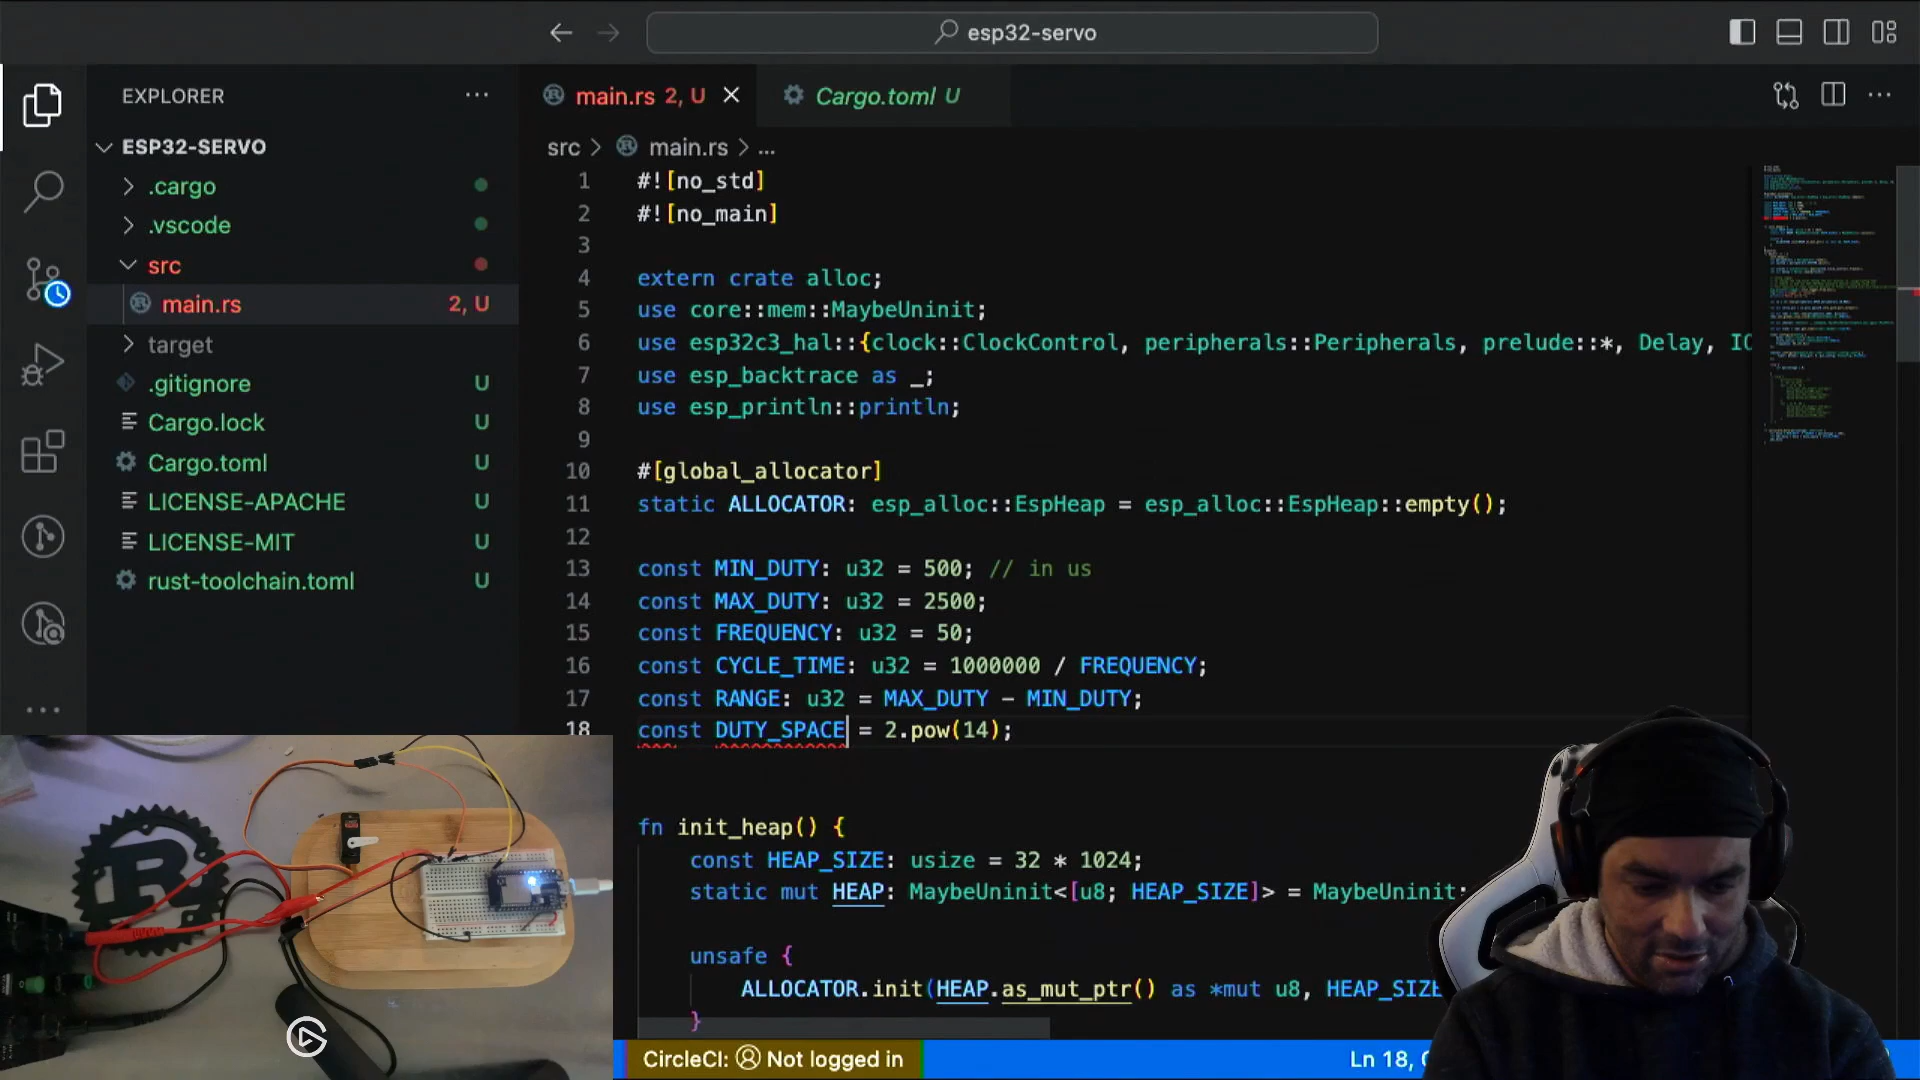 esp32-servo
EXPLORER
ESP32-SERVO
.cargo
.vscode
src
main.rs 2, U
target
.gitignore U
Cargo.lock U
Cargo.toml U
LICENSE-APACHE U
LICENSE-MIT U
rust-toolchain.toml U
main.rs 2, U
Cargo.toml U
src > main.rs > ...
1 #![no_std]
2 #![no_main]
3
4 extern crate alloc;
5 use core::mem::MaybeUninit;
6 use esp32c3_hal::{clock::ClockControl, peripherals::Peripherals, prelude::*, Delay, IO
7 use esp_backtrace as _;
8 use esp_println::println;
9
10 #[global_allocator]
11 static ALLOCATOR: esp_alloc::EspHeap = esp_alloc::EspHeap::empty();
12
13 const MIN_DUTY: u32 = 500; // in us
14 const MAX_DUTY: u32 = 2500;
15 const FREQUENCY: u32 = 50;
16 const CYCLE_TIME: u32 = 1000000 / FREQUENCY;
17 const RANGE: u32 = MAX_DUTY - MIN_DUTY;
18 const DUTY_SPACE = 2.pow(14);
fn init_heap() {
const HEAP_SIZE: usize = 32 * 1024;
static mut HEAP: MaybeUninit<[u8; HEAP_SIZE]> = MaybeUninit:
unsafe {
ALLOCATOR.init(HEAP.as_mut_ptr() as *mut u8, HEAP_SIZE
}
CircleCI: Not logged in
Ln 18,